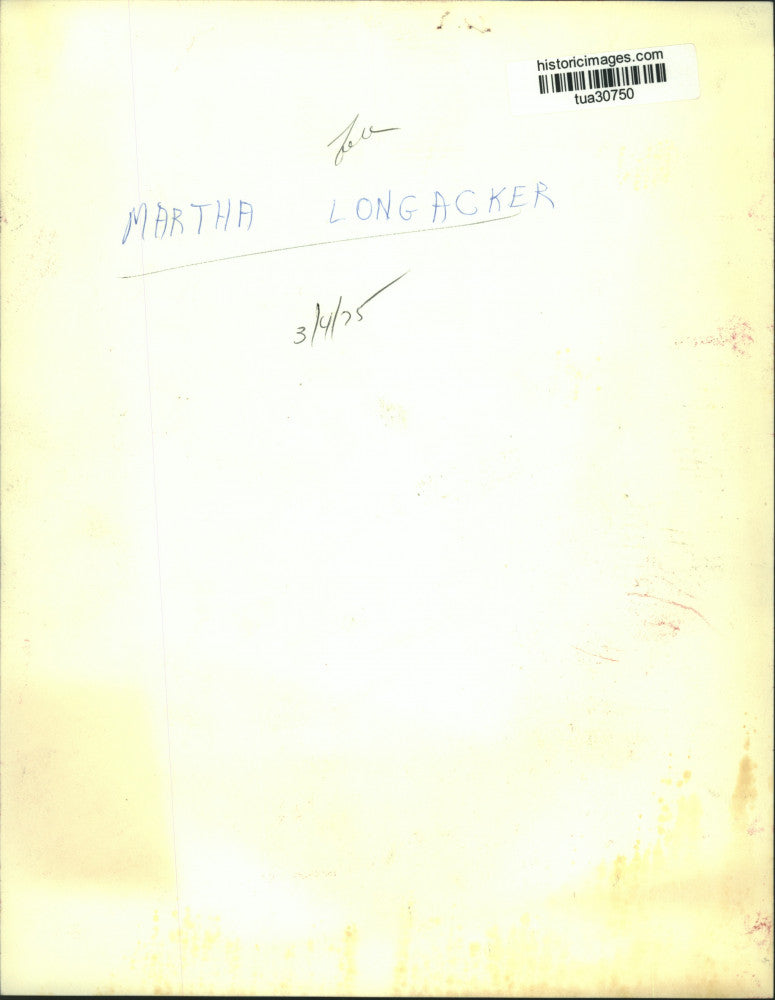 historicimages.com
tua30750
MARTHA LONGACKER
3/4/75